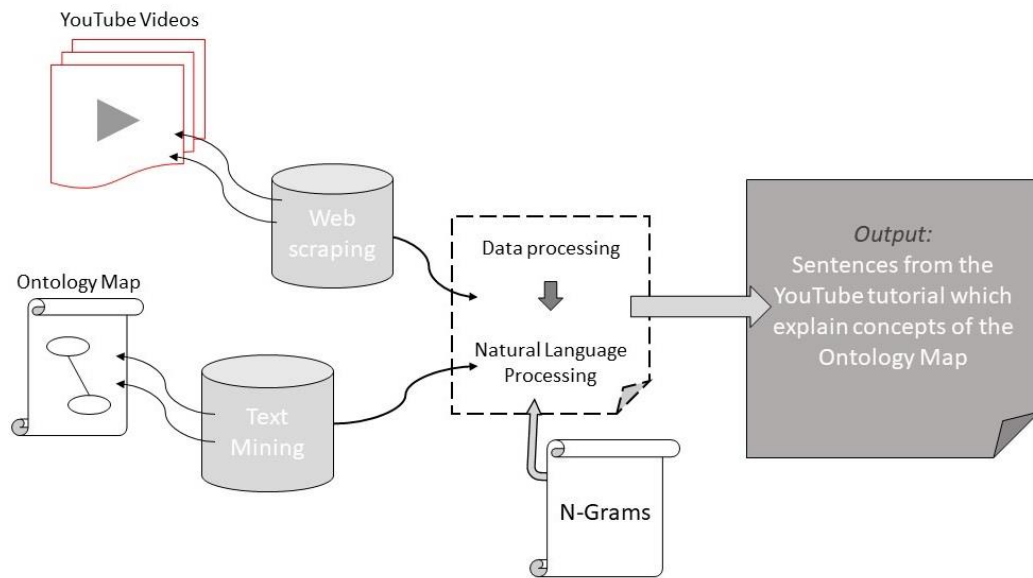 YouTube Videos
Web
scraping
Ontology Map
Text
Mining
Data processing
Natural Language
Processing
N-Grams
Output:
Sentences from the
YouTube tutorial which
explain concepts of the
Ontology Map